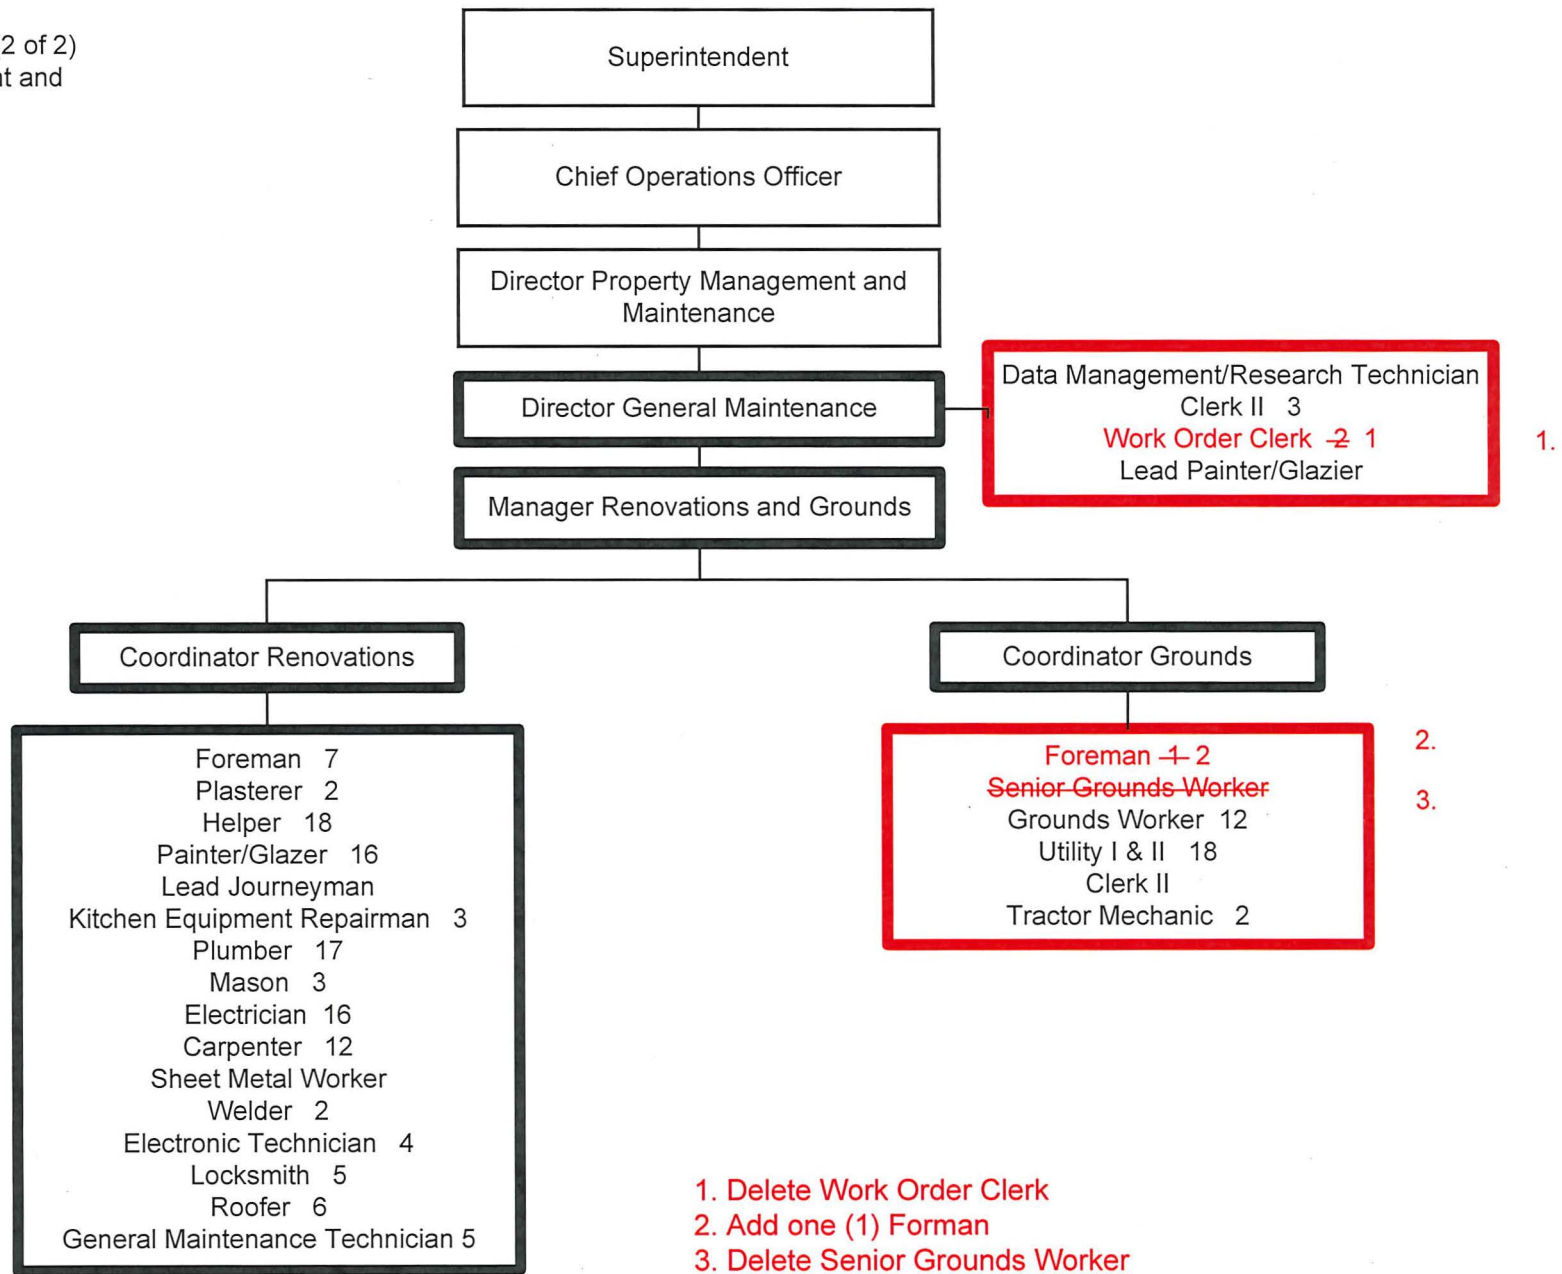 2 of 2)
nt and
Superintendent
Chief Operations Officer
Director Property Management and
Maintenance
Director General Maintenance
Data Management/Research Technician
Clerk II 3
Work Order Clerk 2 1
Lead Painter/Glazier
1.
Manager Renovations and Grounds
Coordinator Renovations
Coordinator Grounds
Foreman 7
Plasterer 2
Helper 18
Painter/Glazer 16
Lead Journeyman
Kitchen Equipment Repairman 3
Plumber 17
Mason 3
Electrician 16
Carpenter 12
Sheet Metal Worker
Welder 2
Electronic Technician 4
Locksmith 5
Roofer 6
General Maintenance Technician 5
Foreman 1 2
Senior Grounds Worker
Grounds Worker 12
Utility I & II 18
Clerk II
Tractor Mechanic 2
2.
3.
1. Delete Work Order Clerk
2. Add one (1) Forman
3. Delete Senior Grounds Worker